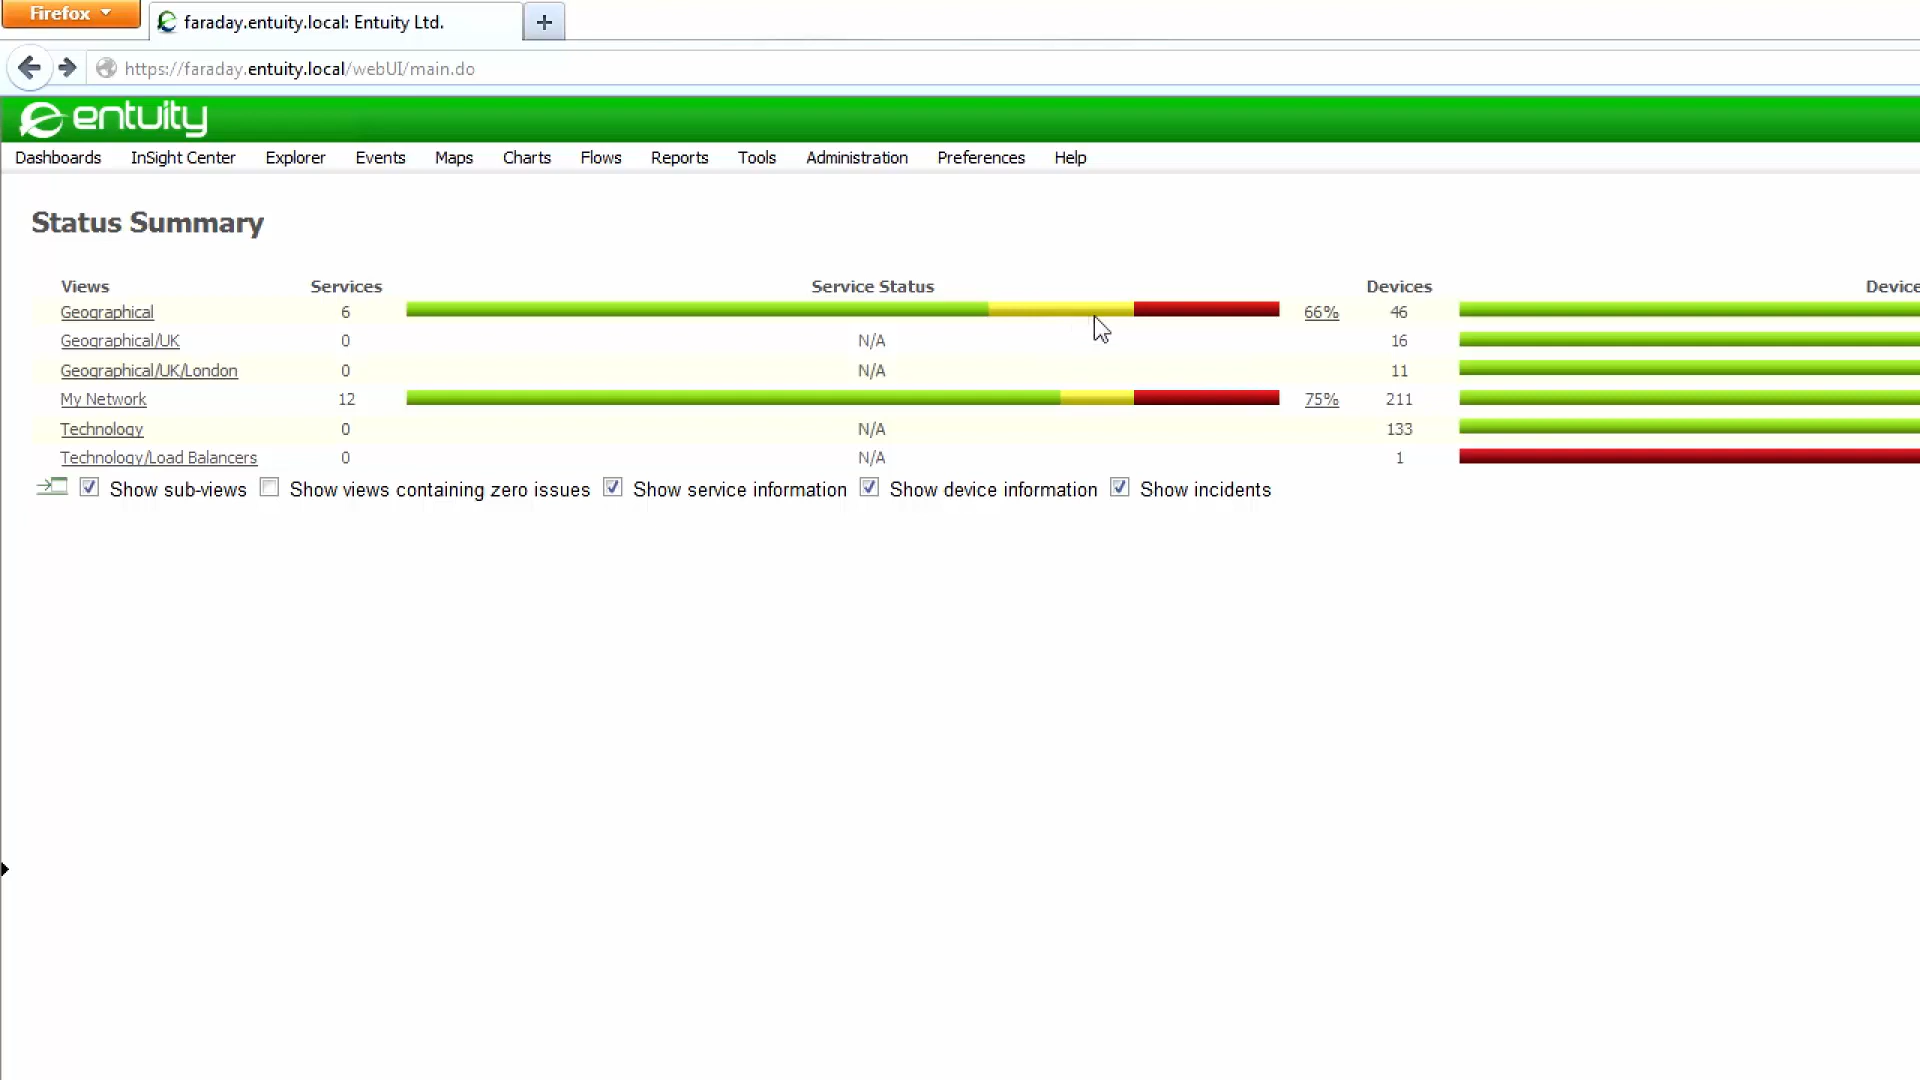 Firefox
faraday.entuity.local: Entuity Ltd.
+
https://faraday.entuity.local/webUI/main.do
entuity
Dashboards InSight Center Explorer Events Maps Charts Flows Reports Tools Administration Preferences Help
Status Summary
Views Services Service Status Devices Device
Geographical 6 66% 46
Geographical/UK 0 N/A 16
Geographical/UK/London 0 N/A 11
My Network 12 75% 211
Technology 0 N/A 133
Technology/Load Balancers 0 N/A 1
Show sub-views Show views containing zero issues Show service information Show device information Show incidents